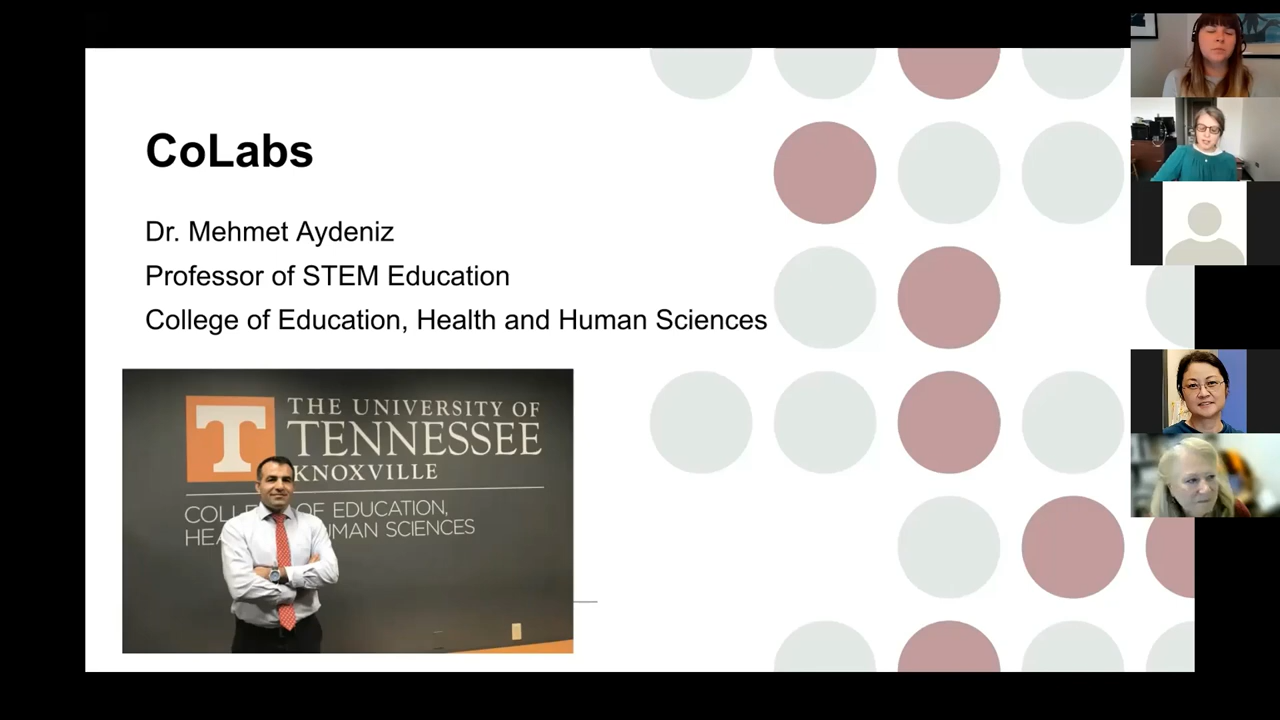 CoLabs
Dr. Mehmet Aydeniz
Professor of STEM Education
College of Education, Health and Human Sciences
T
THE UNIVERSITY OF
TENNESSEE
KNOXVILLE
OF EDUCATION,
SCIENCES